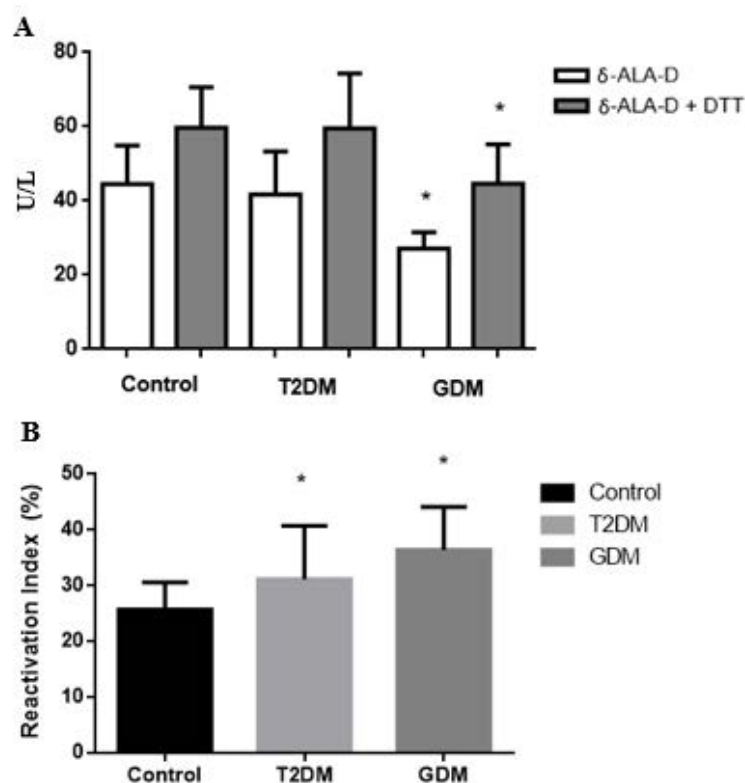 A
80
60
40
20
0
U/L
δ-ALA-D
δ-ALA-D + DTT
*
*
Control T2DM GDM
B
50
40
30
20
10
0
Reactivation Index (%)
*
*
Control
T2DM
GDM
Control T2DM GDM